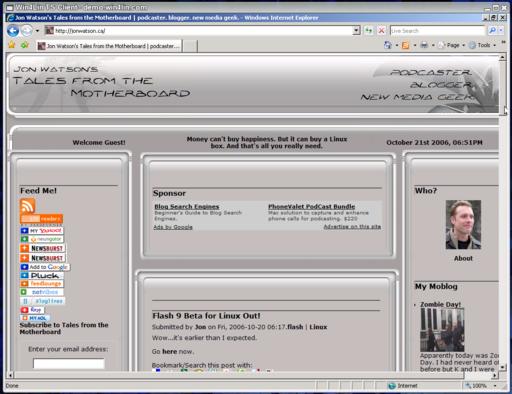 Win4Lin TS Client--demo.win4lin.com
Jon Watson's Tales from the Motherboard | podcaster. blogger. new media geek. - Windows Internet Explorer
http://jonwatson.ca/
Live Search
Jon Watson's Tales from the Motherboard | podcaster...
Page
Tools
JON WATSON'S
TALES FROM THE
MOTHERBOARD
PODCASTER
BLOGGER
NEW MEDIA GEEK
Welcome Guest!
Money can't buy happiness. But it can buy a Linux
box. And that's all you really need.
October 21st 2006, 06:51PM
Feed Me!
readers
MY YAHOO!
newsgator
NEWSBURST
NEWSBURST
Add to Google
Pluck
feedlounge
netvibes
bloglines
MY AOL
Subscribe to Tales from the
Motherboard
Enter your email address:
Sponsor
Blog Search Engines
Beginner's Guide to Blog Search
Engines.
PhoneValet PodCast Bundle
Mac solution to capture and enhance
phone calls for podcasting. $220
Ads by Google
Advertise on this site
Flash 9 Beta for Linux Out!
Submitted by Jon on Fri, 2006-10-20 06:17.flash | Linux
Wow...it's earlier than I expected.
Go here now.
Bookmark/Search this post with:
Who?
About
My Moblog
Zombie Day!
Apparently today was Zo
Day. I had never heard of
before but K and I were
Done
Internet
100%